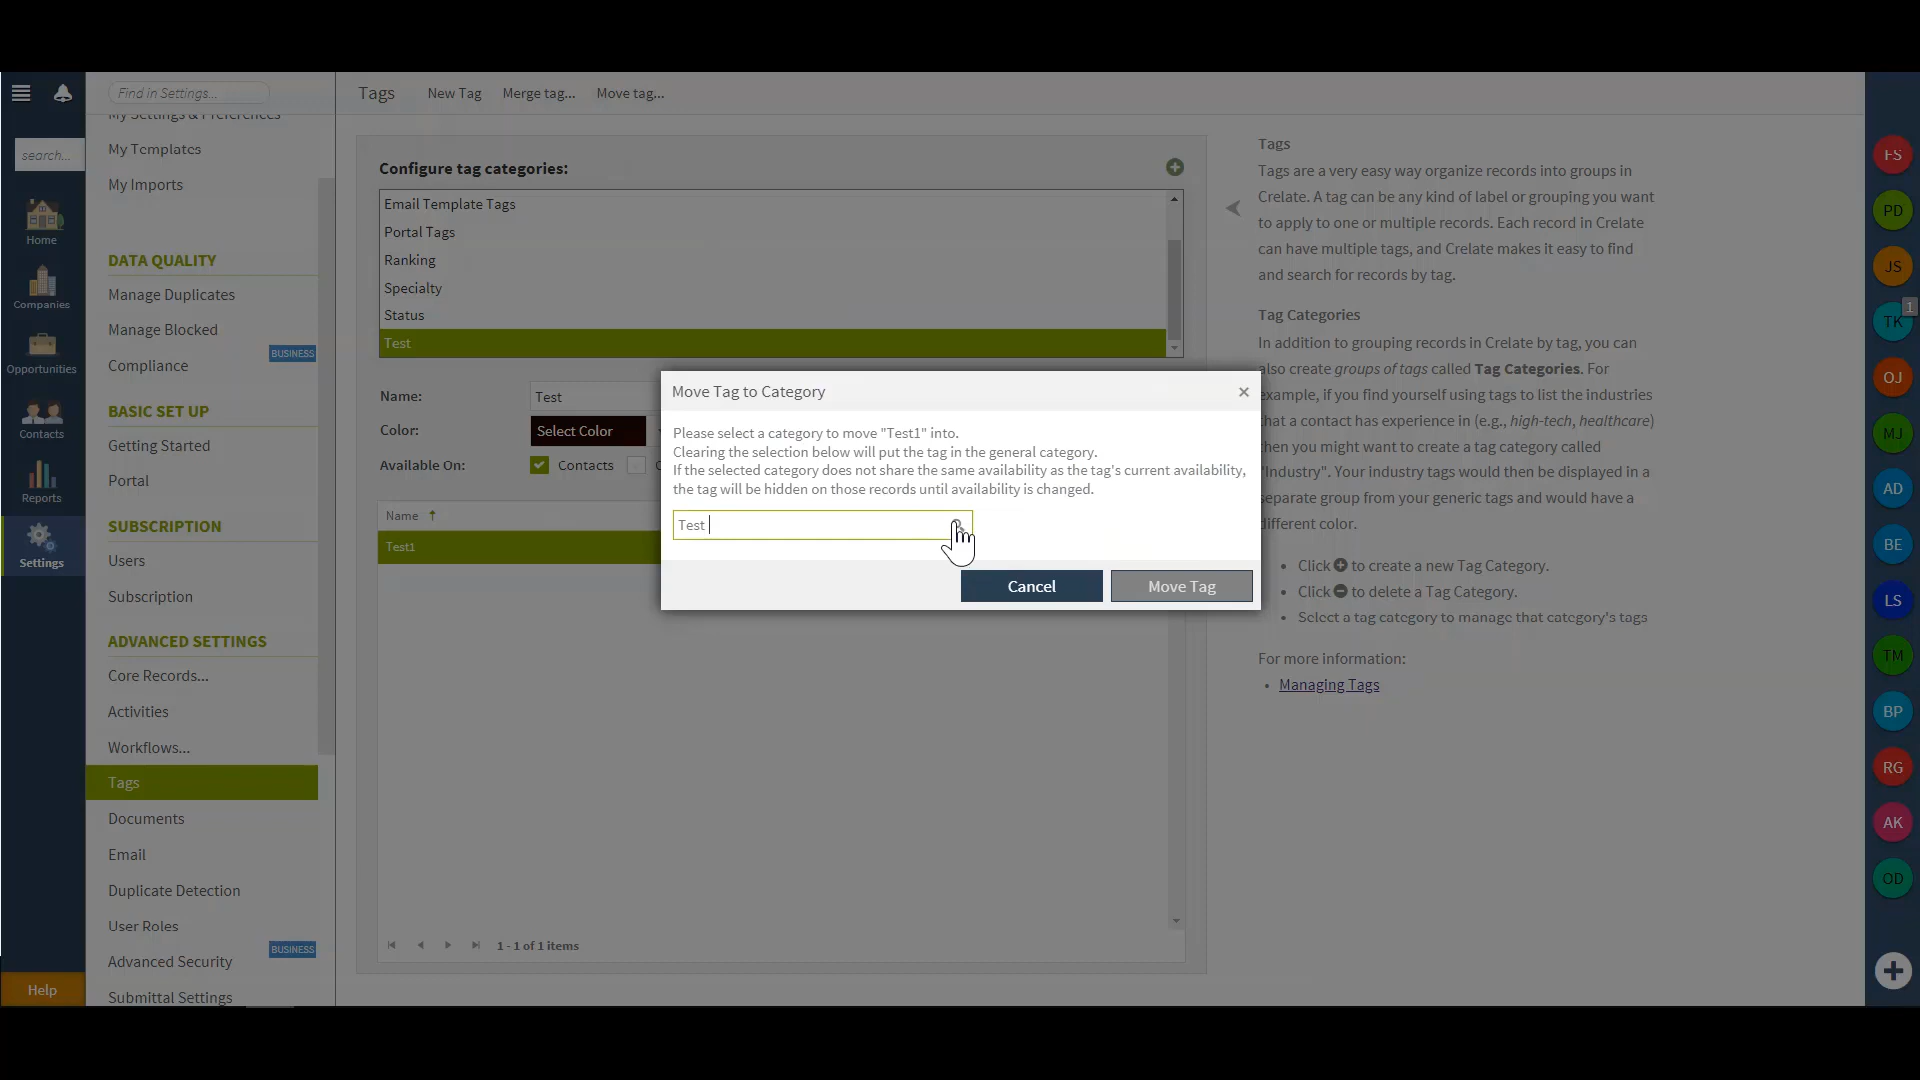 Find in Settings...
Tags
New Tag
Merge tag...
Move tag...
search...
Home
Companies
Opportunities
Contacts
Reports
Settings
Help
My Settings & Preferences
My Templates
My Imports
DATA QUALITY
Manage Duplicates
Manage Blocked
BUSINESS
Compliance
BASIC SET UP
Getting Started
Portal
SUBSCRIPTION
Users
Subscription
ADVANCED SETTINGS
Core Records...
Activities
Workflows...
Tags
Documents
Email
Duplicate Detection
User Roles
BUSINESS
Advanced Security
Submittal Settings
Configure tag categories:
Email Template Tags
Portal Tags
Ranking
Specialty
Status
Test
Name:
Test
Color:
Select Color
Available On:
Contacts
Name
Test1
1 - 1 of 1 items
Move Tag to Category
Please select a category to move "Test1" into.
Clearing the selection below will put the tag in the general category.
If the selected category does not share the same availability as the tag's current availability,
the tag will be hidden on those records until availability is changed.
Test
Cancel
Move Tag
Tags
Tags are a very easy way organize records into groups in
Crelate. A tag can be any kind of label or grouping you want
to apply to one or multiple records. Each record in Crelate
can have multiple tags, and Crelate makes it easy to find
and search for records by tag.
Tag Categories
In addition to grouping records in Crelate by tag, you can
also create groups of tags called Tag Categories. For
example, if you find yourself using tags to list the industries
that a contact has experience in (e.g., high-tech, healthcare)
then you might want to create a tag category called
"Industry". Your industry tags would then be displayed in a
separate group from your generic tags and would have a
different color.
• Click to create a new Tag Category.
• Click to delete a Tag Category.
• Select a tag category to manage that category's tags
For more information:
• Managing Tags
PD
JS
1
TK
OJ
MJ
AD
BE
LS
TM
BP
RG
AK
OD